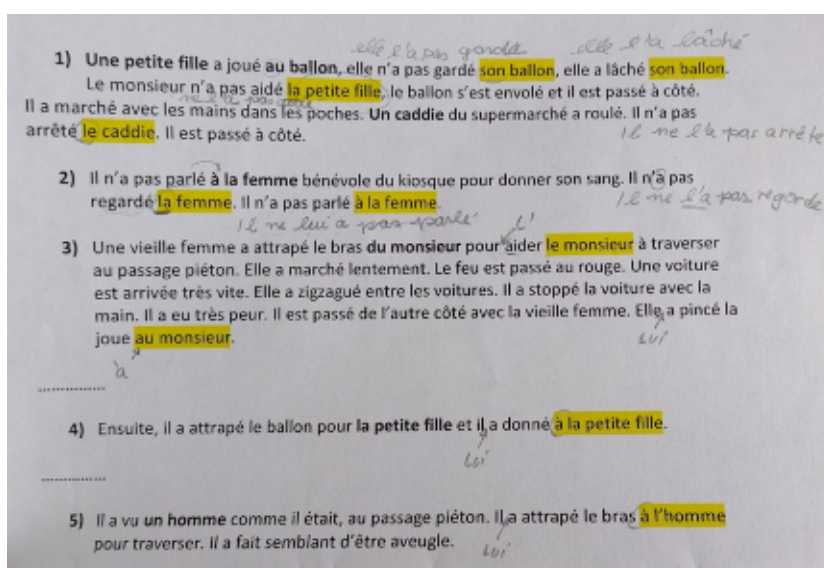 elle l'a pas gardé elle l'a lâché
1) Une petite fille a joué au ballon, elle n'a pas gardé son ballon, elle a lâché son ballon.
Le monsieur n'a pas aidé la petite fille, le ballon s'est envolé et il est passé à côté.
Il a marché avec les mains dans les poches. Un caddie du supermarché a roulé. Il n'a pas
arrêté le caddie. Il est passé à côté.
Il ne l'a pas arrêté
2) Il n'a pas parlé à la femme bénévole du kiosque pour donner son sang. Il n'a pas
regardé la femme. Il n'a pas parlé à la femme.
Il ne l'a pas regardé
Il ne lui a pas parlé
l'
3) Une vieille femme a attrapé le bras du monsieur pour aider le monsieur à traverser
au passage piéton. Elle a marché lentement. Le feu est passé au rouge. Une voiture
est arrivée très vite. Elle a zigzagué entre les voitures. Il a stoppé la voiture avec la
main. Il a eu très peur. Il est passé de l'autre côté avec la vieille femme. Elle a pincé la
joue au monsieur.
lui
à
4) Ensuite, il a attrapé le ballon pour la petite fille et il a donné à la petite fille.
lui
5) Il a vu un homme comme il était, au passage piéton. Il a attrapé le bras à l'homme
pour traverser. Il a fait semblant d'être aveugle.
lui